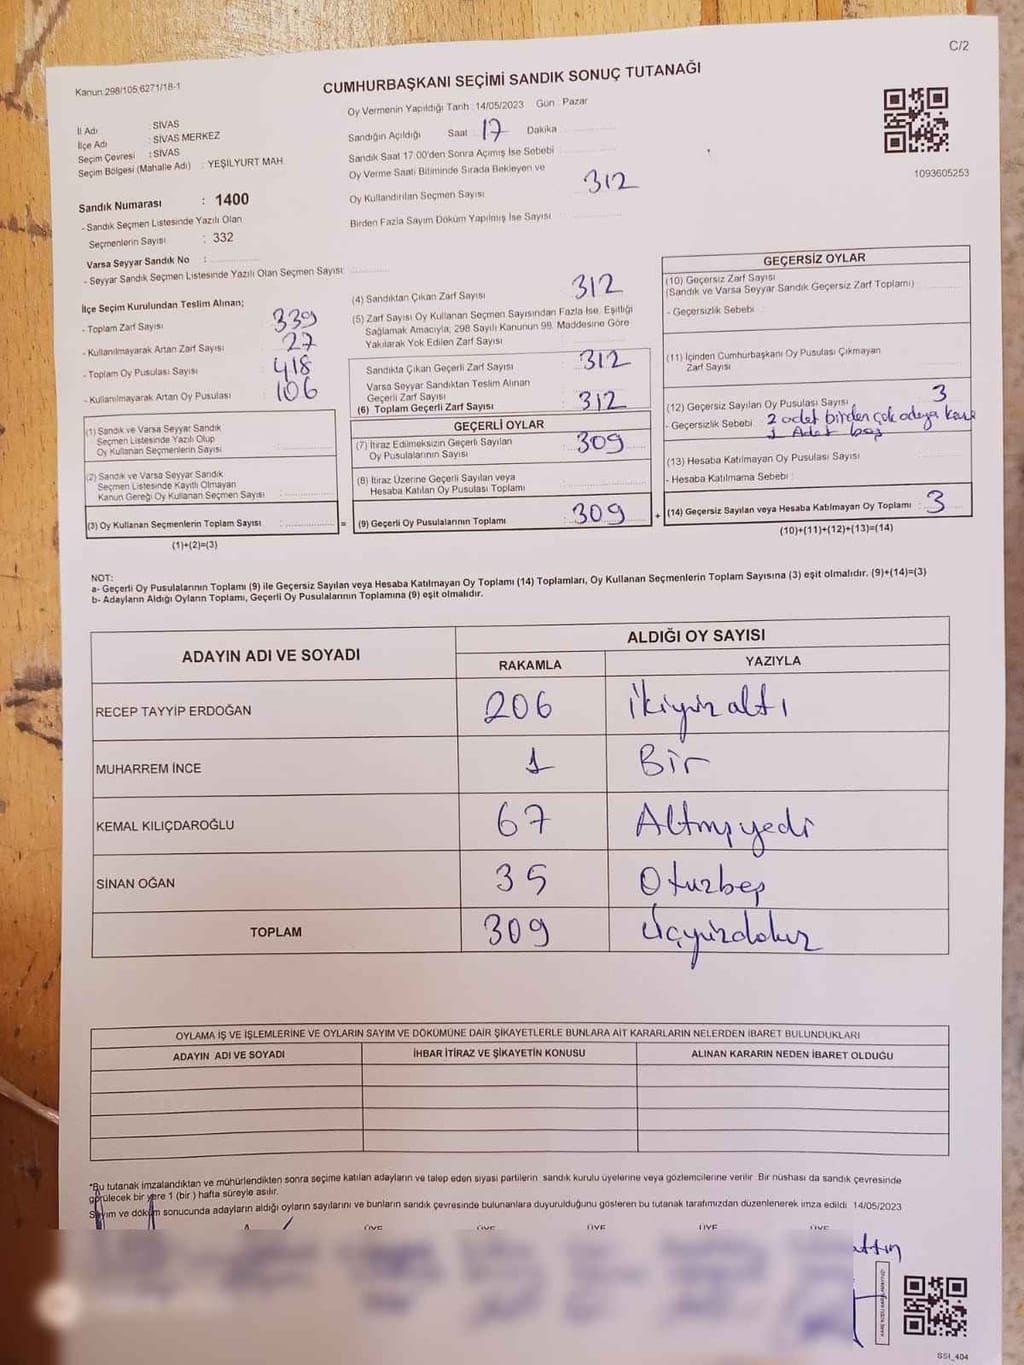 C/2
Kanun:298/105;6271/18-1
CUMHURBAŞKANI SEÇİMİ SANDIK SONUÇ TUTANAĞI
Oy Vermenin Yapıldığı Tarih :14/05/2023 Gün : Pazar
İl Adı : SİVAS
İlçe Adı : SİVAS MERKEZ
Seçim Çevresi : SİVAS
Seçim Bölgesi (Mahalle Adı) : YEŞİLYURT MAH
Sandık Numarası : 1400
- Sandık Seçmen Listesinde Yazılı Olan
Seçmenlerin Sayısı : 332
Varsa Seyyar Sandık No :
- Seyyar Sandık Seçmen Listesinde Yazılı Olan Seçmen Sayısı:
Sandığın Açıldığı Saat 17 Dakika :
Sandık Saat 17:00'den Sonra Açımış İse Sebebi
Oy Verme Saati Bitiminde Sırada Bekleyen ve
Oy Kullandırılan Seçmen Sayısı 312
Birden Fazla Sayım Döküm Yapılmış İse Sayısı
1093605253
İlçe Seçim Kurulundan Teslim Alınan;
- Toplam Zarf Sayısı 339
- Kullanılmayarak Artan Zarf Sayısı 27
- Toplam Oy Pusulası Sayısı 418
- Kullanılmayarak Artan Oy Pusulası 106
(1) Sandık ve Varsa Seyyar Sandık
Seçmen Listesinde Yazılı Olup
Oy Kullanan Seçmenlerin Sayısı
(2) Sandık ve Varsa Seyyar Sandık
Seçmen Listesinde Kayıtlı Olmayan
Kanun Gereği Oy Kullanan Seçmen Sayısı :
(3) Oy Kullanan Seçmenlerin Toplam Sayısı :
(1)+(2)=(3)
=
(4) Sandıktan Çıkan Zarf Sayısı 312
(5) Zarf Sayısı Oy Kullanan Seçmen Sayısından Fazla İse, Eşitliği
Sağlamak Amacıyla, 298 Sayılı Kanunun 98. Maddesine Göre
Yakılarak Yok Edilen Zarf Sayısı :
Sandıkta Çıkan Geçerli Zarf Sayısı : 312
Varsa Seyyar Sandıktan Teslim Alınan
Geçerli Zarf Sayısı
(6) Toplam Geçerli Zarf Sayısı : 312
GEÇERLİ OYLAR
(7) İtiraz Edilmeksizin Geçerli Sayılan
Oy Pusulalarının Sayısı : 309
(8) İtiraz Üzerine Geçerli Sayılan veya
Hesaba Katılan Oy Pusulası Toplamı :
(9) Geçerli Oy Pusulalarının Toplamı : 309
+
GEÇERSİZ OYLAR
(10) Geçersiz Zarf Sayısı
(Sandık ve Varsa Seyyar Sandık Geçersiz Zarf Toplamı)
- Geçersizlik Sebebi :
(11) İçinden Cumhurbaşkanı Oy Pusulası Çıkmayan
Zarf Sayısı
(12) Geçersiz Sayılan Oy Pusulası Sayısı 3
- Geçersizlik Sebebi 2 adet birden çok adaya
1 Adet boş
(13) Hesaba Katılmayan Oy Pusulası Sayısı
- Hesaba Katılmama Sebebi :
(14) Geçersiz Sayılan veya Hesaba Katılmayan Oy Toplamı : 3
(10)+(11)+(12)+(13)=(14)
NOT:
a- Geçerli Oy Pusulalarının Toplamı (9) ile Geçersiz Sayılan veya Hesaba Katılmayan Oy Toplamı (14) Toplamları, Oy Kullanan Seçmenlerin Toplam Sayısına (3) eşit olmalıdır. (9)+(14)=(3)
b- Adayların Aldığı Oyların Toplamı, Geçerli Oy Pusulalarının Toplamına (9) eşit olmalıdır.
ADAYIN ADI VE SOYADI
ALDIĞI OY SAYISI
RAKAMLA YAZIYLA
RECEP TAYYİP ERDOĞAN 206 İkiyüzaltı
MUHARREM İNCE 1 Bir
KEMAL KILIÇDAROĞLU 67 Altmışyedi
SİNAN OĞAN 35 Otuzbeş
TOPLAM 309 Üçyüzdokuz
OYLAMA İŞ VE İŞLEMLERİNE VE OYLARIN SAYIM VE DÖKÜMÜNE DAİR ŞİKAYETLERLE BUNLARA AİT KARARLARIN NELERDEN İBARET BULUNDUKLARI
ADAYIN ADI VE SOYADI İHBAR İTİRAZ VE ŞİKAYETİN KONUSU ALINAN KARARIN NEDEN İBARET OLDUĞU
*Bu tutanak imzalandıktan ve mühürlendikten sonra seçime katılan adayların ve talep eden siyasi partilerin sandık kurulu üyelerine veya gözlemcilerine verilir. Bir nüshası da sandık çevresinde
görülecek bir yere 1 (bir ) hafta süreyle asılır.
Sayım ve döküm sonucunda adayların aldığı oyların sayılarını ve bunların sandık çevresinde bulunanlara duyurulduğunu gösteren bu tutanak tarafımızdan düzenlenerek imza edildi 14/05/2023
ÜYE ÜYE ÜYE ÜYE ÜYE
SSI_404